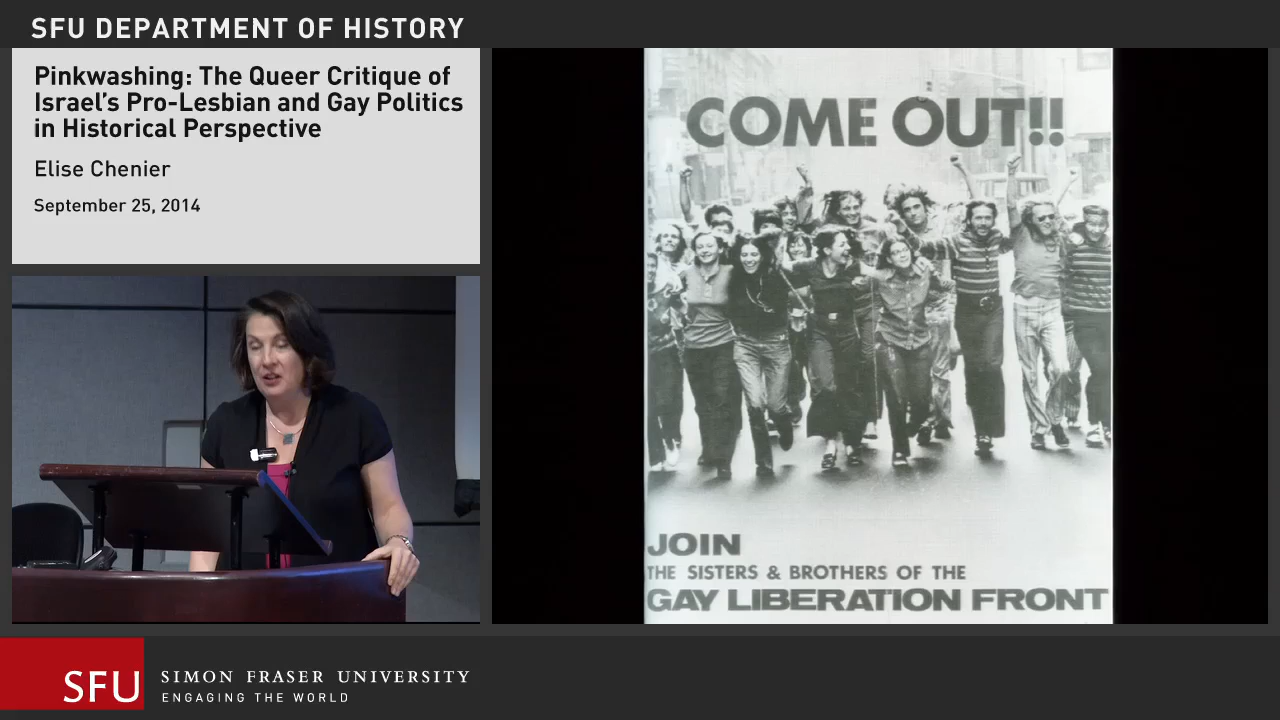 SFU DEPARTMENT OF HISTORY
Pinkwashing: The Queer Critique of
Israel's Pro-Lesbian and Gay Politics
in Historical Perspective
Elise Chenier
September 25, 2014
COME OUT!!
JOIN
THE SISTERS & BROTHERS OF THE
GAY LIBERATION FRONT
SFU
SIMON FRASER UNIVERSITY
ENGAGING THE WORLD